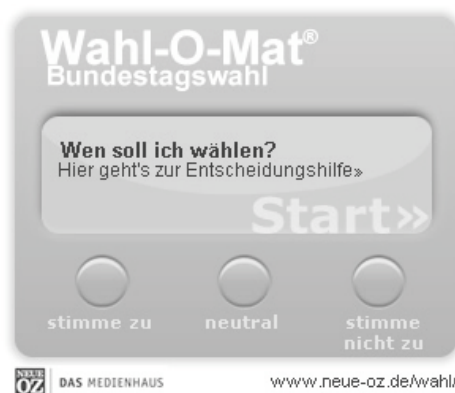 Wahl-O-Mat®
Bundestagswahl
Wen soll ich wählen?
Hier geht's zur Entscheidungshilfe»
Start»
stimme zu
neutral
stimme
nicht zu
NEUE
OZ
DAS MEDIENHAUS
www.neue-oz.de/wahl/